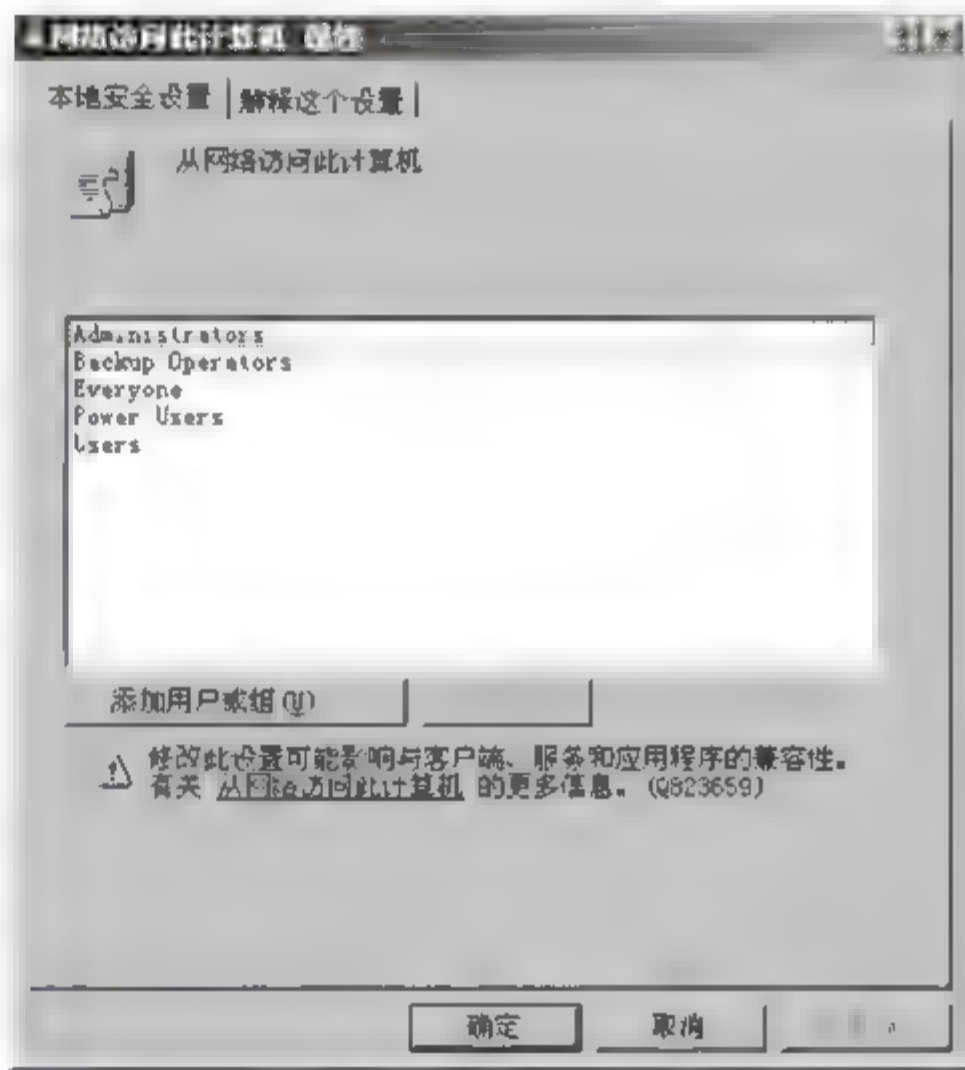 从网络访问此计算机 属性
本地安全设置 解释这个设置
从网络访问此计算机
Administrators
Backup Operators
Everyone
Power Users
Users
添加用户或组(U)
修改此设置可能影响与客户端、服务和应用程序的兼容性。
有关 从网络访问此计算机 的更多信息。(Q823659)
确定 取消